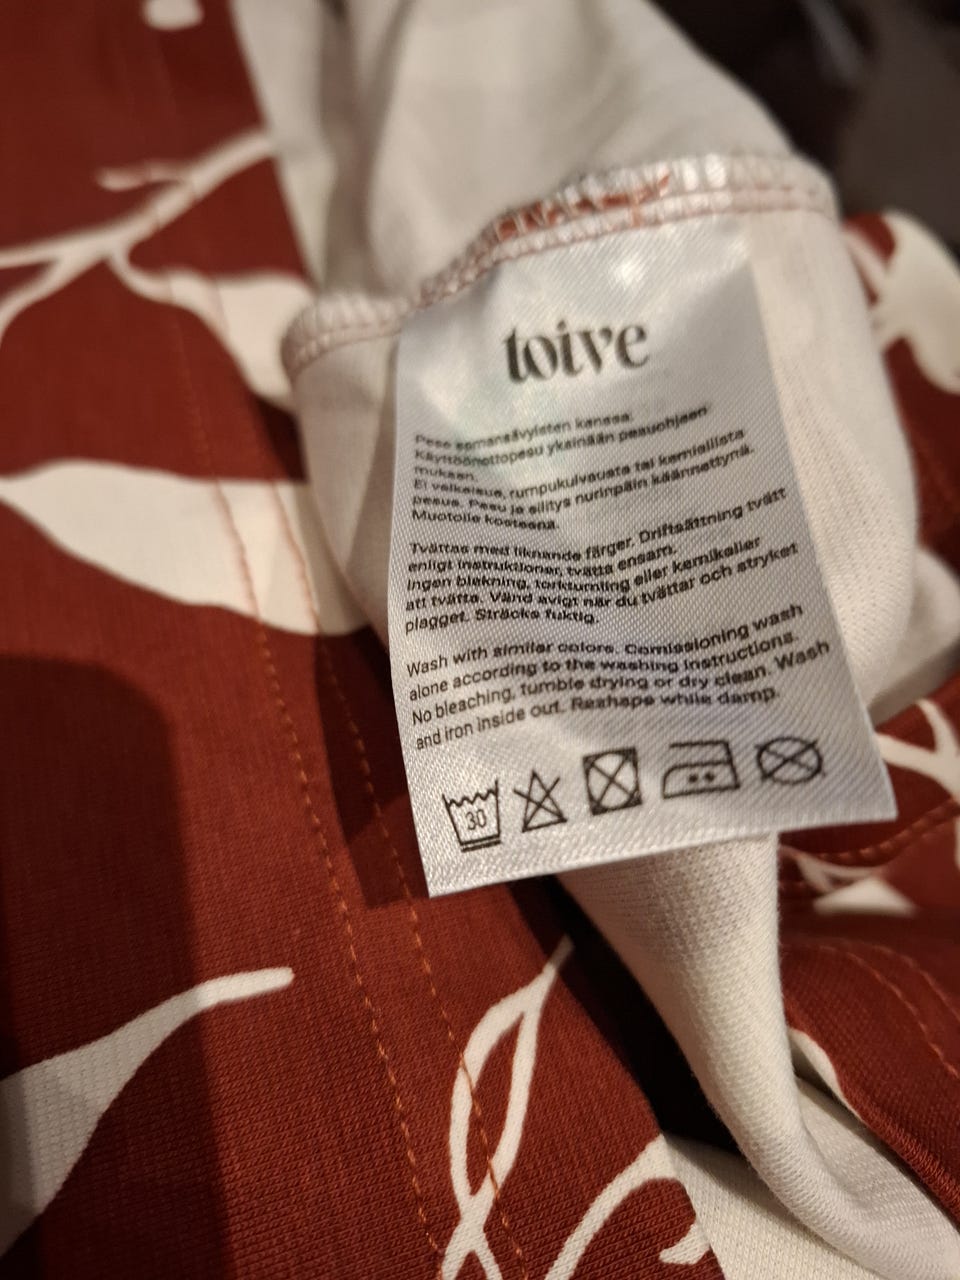 toive
Pese samansävyisten kanssa.
Käyttöönottopesu yksinään pesuohjeen
mukaan.
Ei valkaisua, rumpukuivausta tai kemiallista
pesua. Pesu ja silitys nurinpäin käännettynä.
Muotoile kosteana.
Tvättas med liknande färger. Driftsättning tvätt
enligt instruktioner, tvätta ensam.
Ingen blekning, torktumling eller kemikalier
att tvätta. Vänd avigt när du tvättar och stryket
plagget. Sträcks fuktig.
Wash with similar colors. Comissioning wash
alone according to the washing instructions.
No bleaching, tumble drying or dry clean. Wash
and iron inside out. Reshape while damp.
30